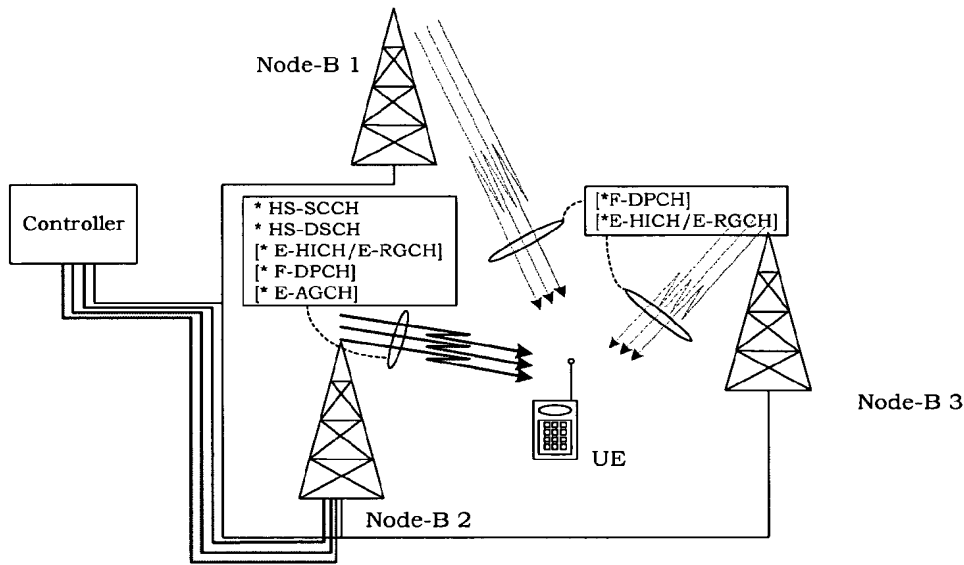 Node-B 1
Controller
* HS-SCCH
* HS-DSCH
[* E-HICH/E-RGCH]
[* F-DPCH]
[* E-AGCH]
[*F-DPCH]
[*E-HICH/E-RGCH]
Node-B 3
UE
Node-B 2